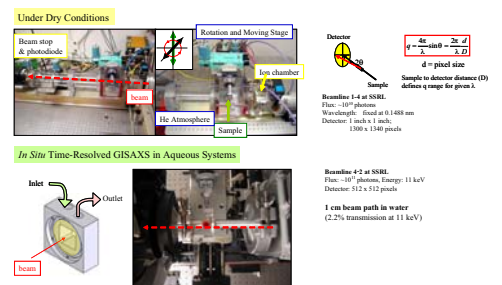 Under Dry Conditions
Beam stop
& photodiode
Rotation and Moving Stage
Ion chamber
beam
He Atmosphere
Sample
Detector
2θ
Sample
q = 4π/λ sinθ = 2π/λ d/D
d = pixel size
Sample to detector distance (D)
defines q range for given λ.
Beamline 1-4 at SSRL
Flux: ~10¹⁰ photons
Wavelength: fixed at 0.1488 nm
Detector: 1 inch x 1 inch;
1300 x 1340 pixels
In Situ Time-Resolved GISAXS in Aqueous Systems
Inlet
Outlet
beam
Beamline 4-2 at SSRL
Flux: ~10¹¹ photons, Energy: 11 keV
Detector: 512 x 512 pixels
1 cm beam path in water
(2.2% transmission at 11 keV)